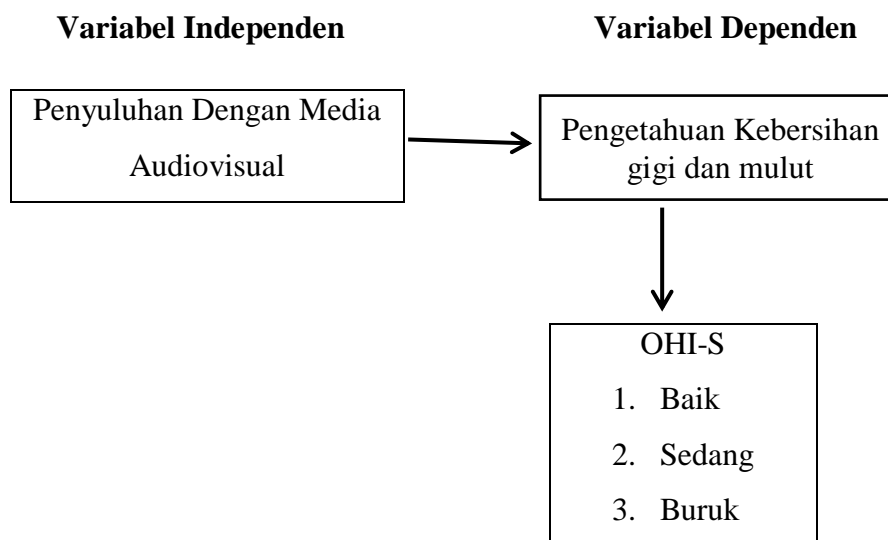 Variabel Independen
Variabel Dependen
Penyuluhan Dengan Media
Audiovisual
Pengetahuan Kebersihan
gigi dan mulut
OHI-S
1. Baik
2. Sedang
3. Buruk